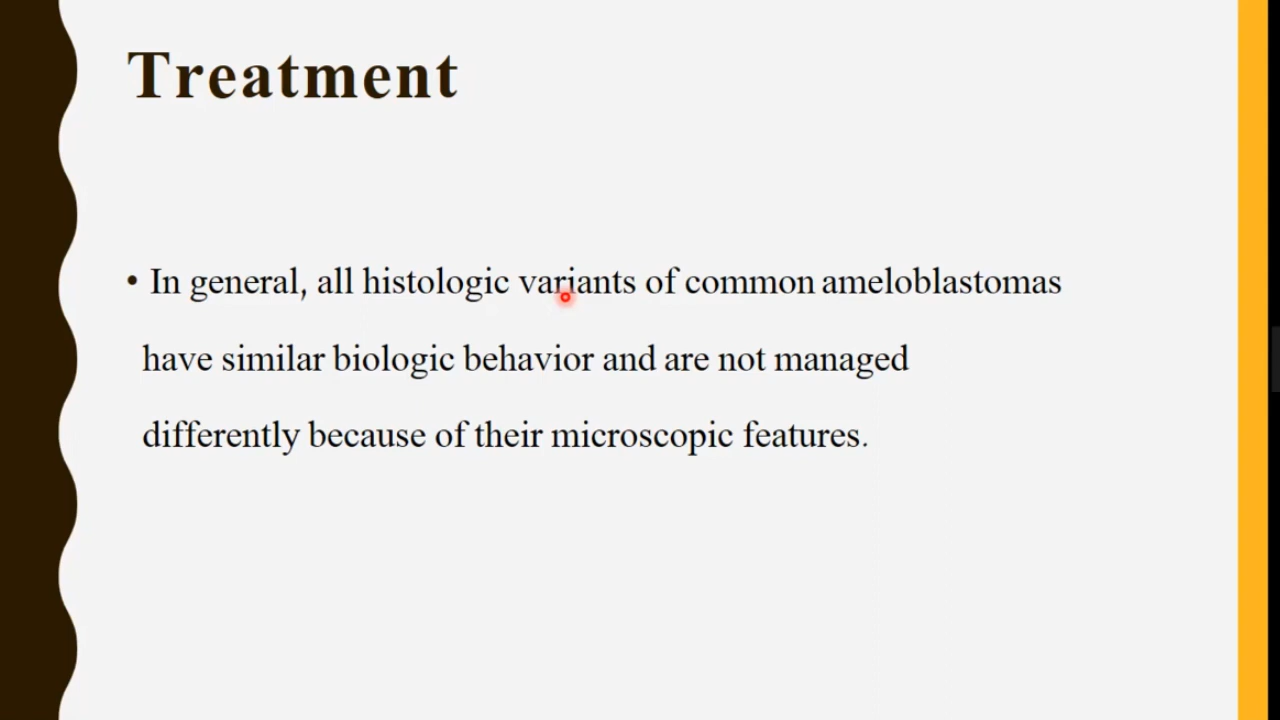 Treatment
• In general, all histologic variants of common ameloblastomas
have similar biologic behavior and are not managed
differently because of their microscopic features.